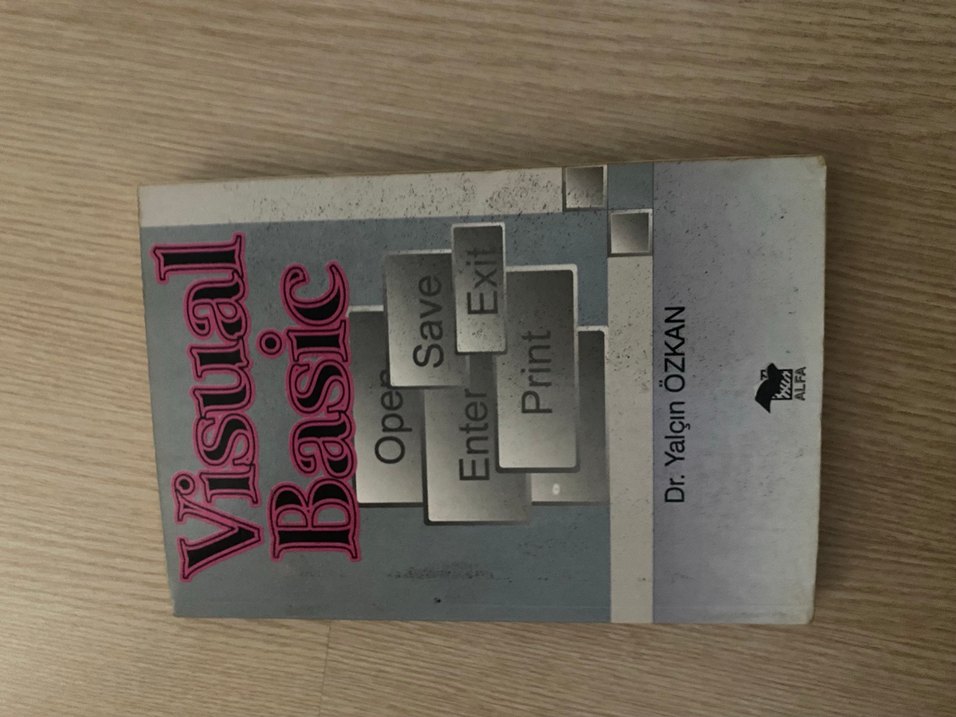 Visual
Basic
Open
Save
Enter
Exit
Print
Dr. Yalçın ÖZKAN
ALFA